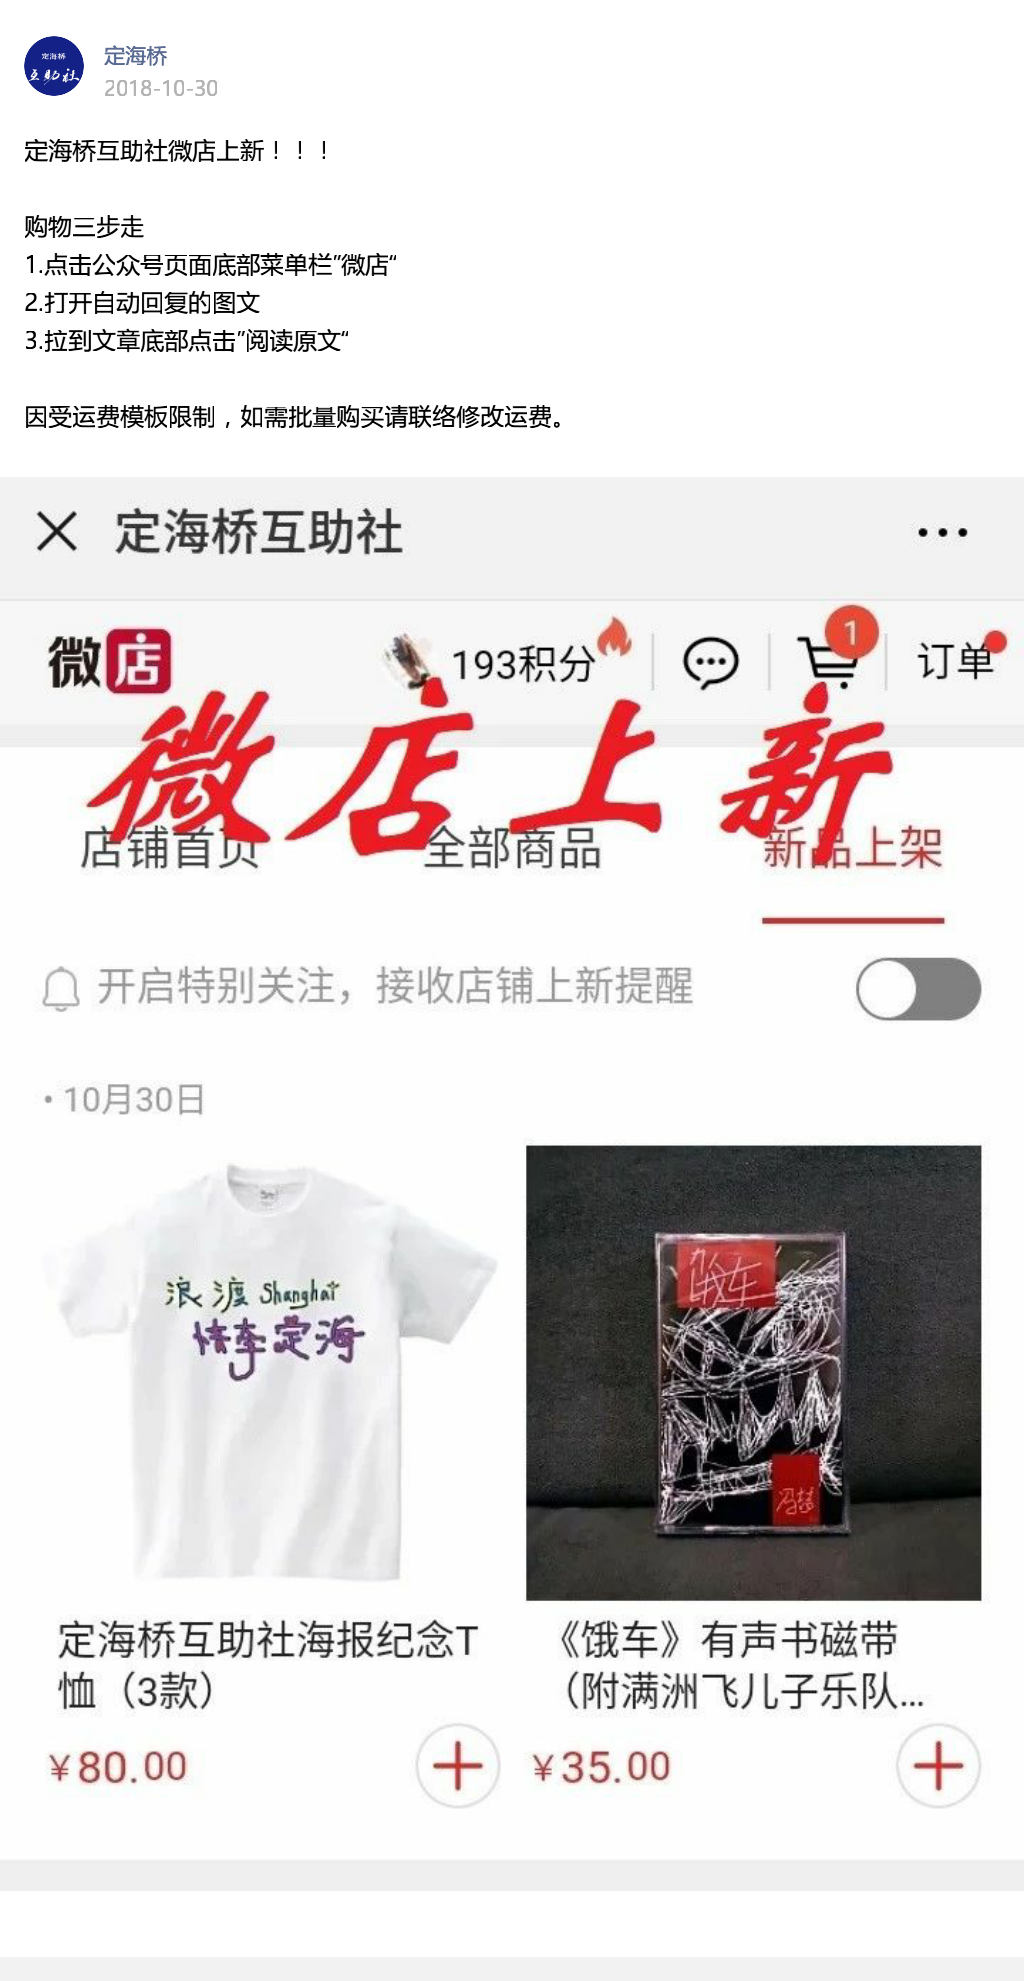 定海桥
互助社
定海桥
2018-10-30
定海桥互助社微店上新！！！
购物三步走
1.点击公众号页面底部菜单栏”微店“
2.打开自动回复的图文
3.拉到文章底部点击”阅读原文“
因受运费模板限制，如需批量购买请联络修改运费。
定海桥互助社
微店
193积分
1
订单
微店上新
店铺首页
全部商品
新品上架
开启特别关注，接收店铺上新提醒
• 10月30日
浪渡 Shanghai
情牵定海
饿车
定海桥互助社海报纪念T
恤（3款）
¥80.00
《饿车》有声书磁带
（附满洲飞儿子乐队...
¥35.00